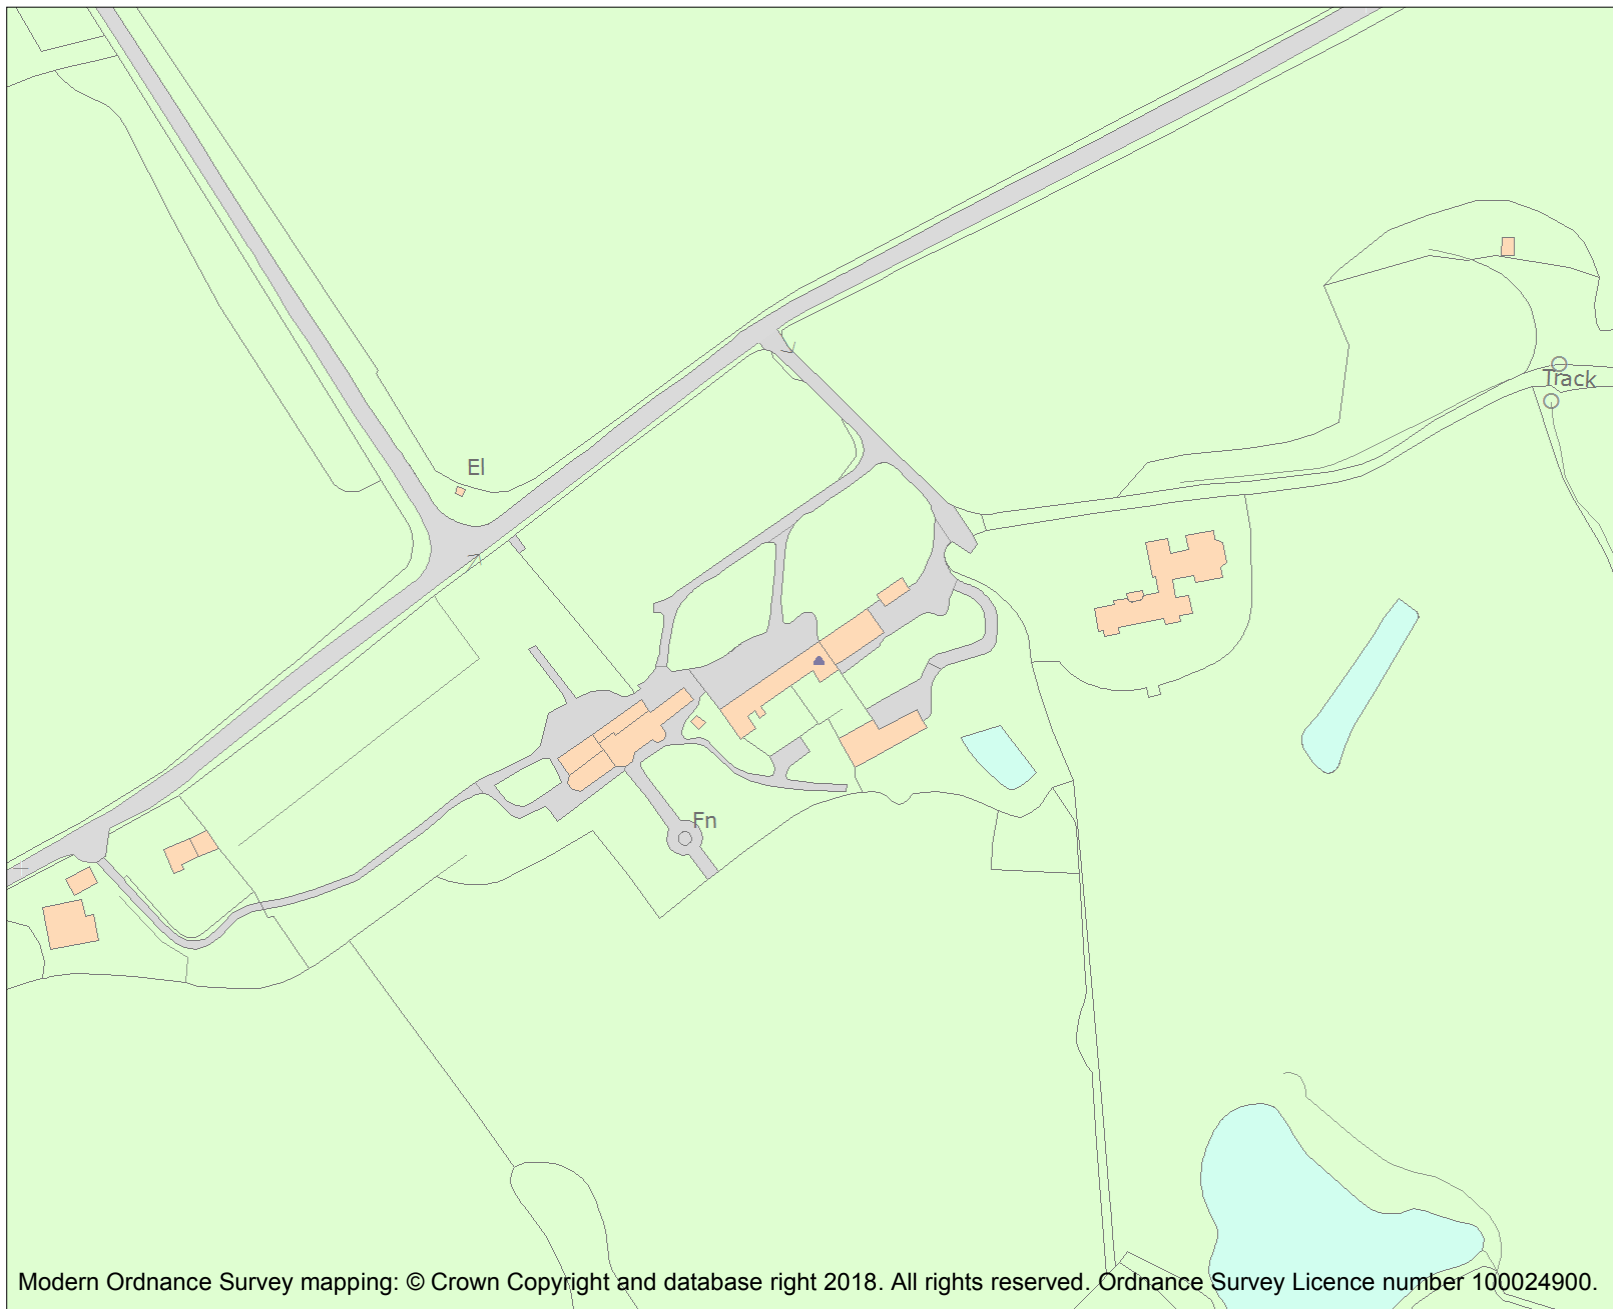 Track
El
Fn
Modern Ordnance Survey mapping: © Crown Copyright and database right 2018. All rights reserved. Ordnance Survey Licence number 100024900.